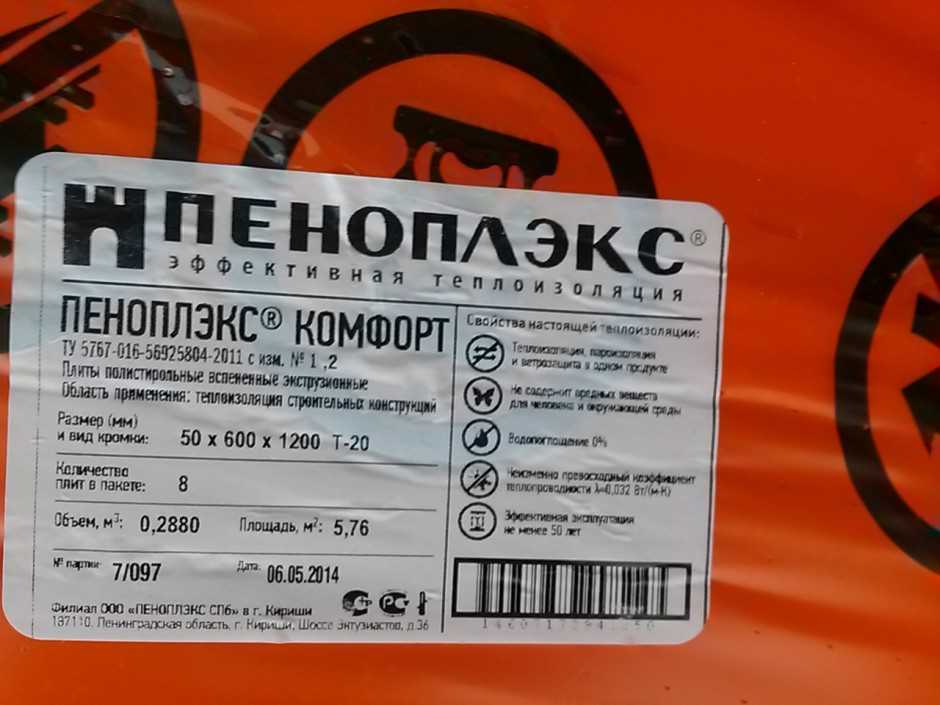 ПЕНОПЛЭКС®
эффективная теплоизоляция
ПЕНОПЛЭКС® КОМФОРТ
ТУ 5767-016-56925804-2011 с изм. № 1 ,2
Плиты полистирольные вспененные экструзионные
Область применения: теплоизоляция строительных конструкций
Размер (мм)
и вид кромки: 50 x 600 x 1200 Т-20
Количество
плит в пакете: 8
Объем, м³: 0,2880 Площадь, м²: 5,76
№ партии 7/097 Дата: 06.05.2014
Филиал ООО «ПЕНОПЛЭКС СПб» в г. Кириши
187110, Ленинградская область, г. Кириши, Шоссе Энтузиастов, д.36
Свойства настоящей теплоизоляции:
Теплоизоляция, пароизоляция
и ветрозащита в одном продукте
Не содержит вредных веществ
для человека и окружающей среды
Водопоглощение 0%
Неизменно превосходный коэффициент
теплопроводности λ=0,032 Вт/(м·К)
Эффективная эксплуатация
не менее 50 лет